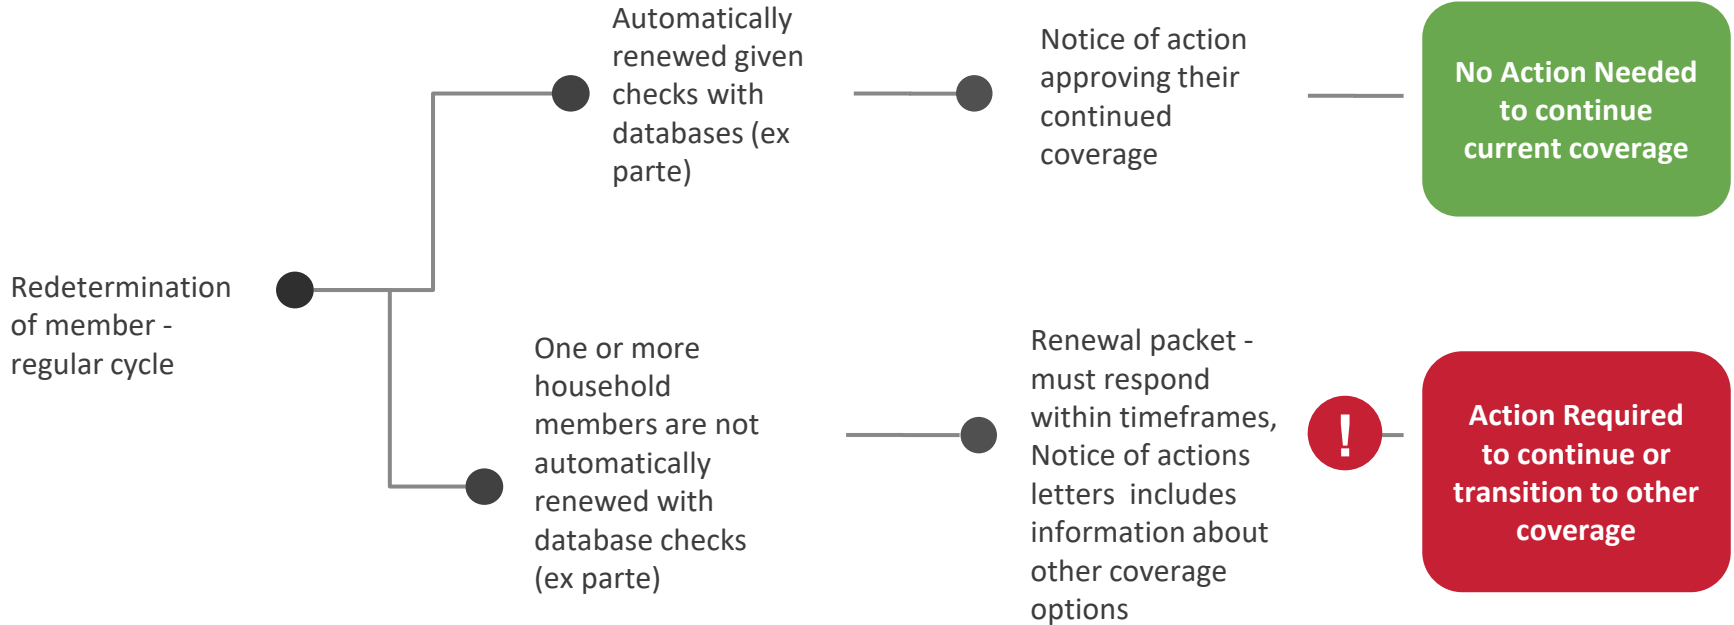 Redetermination
of member -
regular cycle
Automatically
renewed given
checks with
databases (ex
parte)
Notice of action
approving their
continued
coverage
No Action Needed
to continue
current coverage
One or more
household
members are not
automatically
renewed with
database checks
(ex parte)
Renewal packet -
must respond
within timeframes,
Notice of actions
letters  includes
information about
other coverage
options
!
Action Required
to continue or
transition to other
coverage